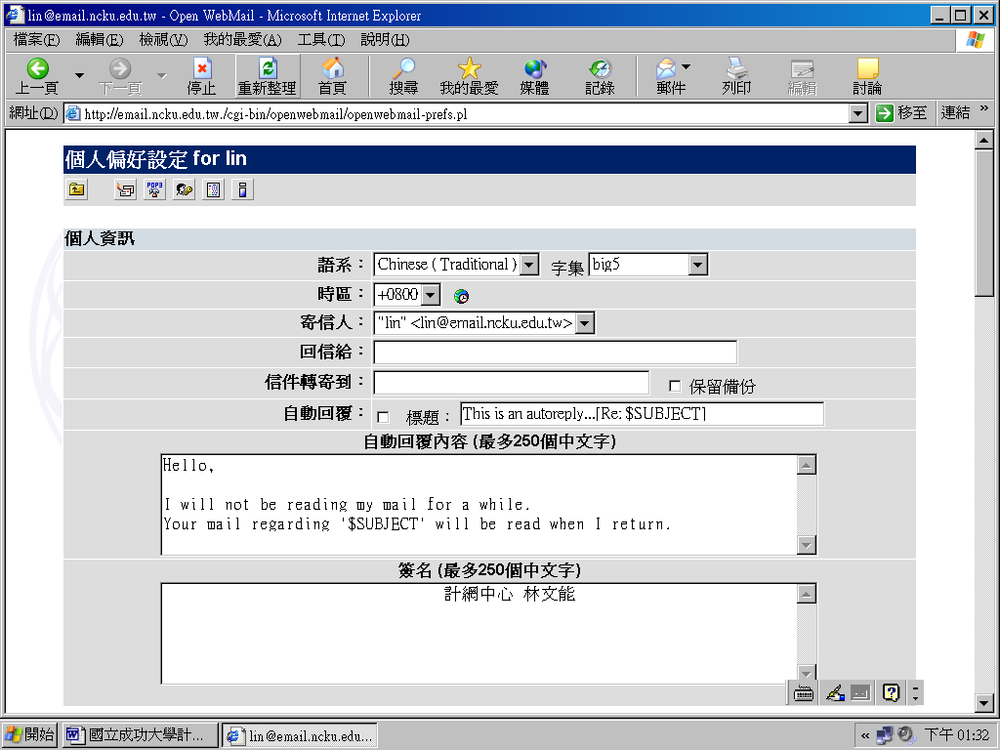 lin@email.ncku.edu.tw - Open WebMail - Microsoft Internet Explorer
檔案(F) 編輯(E) 檢視(V) 我的最愛(A) 工具(T) 說明(H)
上一頁 下一頁 停止 重新整理 首頁 搜尋 我的最愛 媒體 記錄 郵件 列印 編輯 討論
網址(D) http://email.ncku.edu.tw./cgi-bin/openwebmail/openwebmail-prefs.pl 移至 連結 »
個人偏好設定 for lin
POP3
個人資訊
語系： Chinese ( Traditional ) 字集 big5
時區： +0800
寄信人： "lin" <lin@email.ncku.edu.tw>
回信給：
信件轉寄到： 保留備份
自動回覆： 標題： This is an autoreply...[Re: $SUBJECT]
自動回覆內容 (最多250個中文字)
Hello,
I will not be reading my mail for a while.
Your mail regarding '$SUBJECT' will be read when I return.
簽名 (最多250個中文字)
計網中心 林文能
開始 國立成功大學計... lin@email.ncku.edu... « 下午 01:32